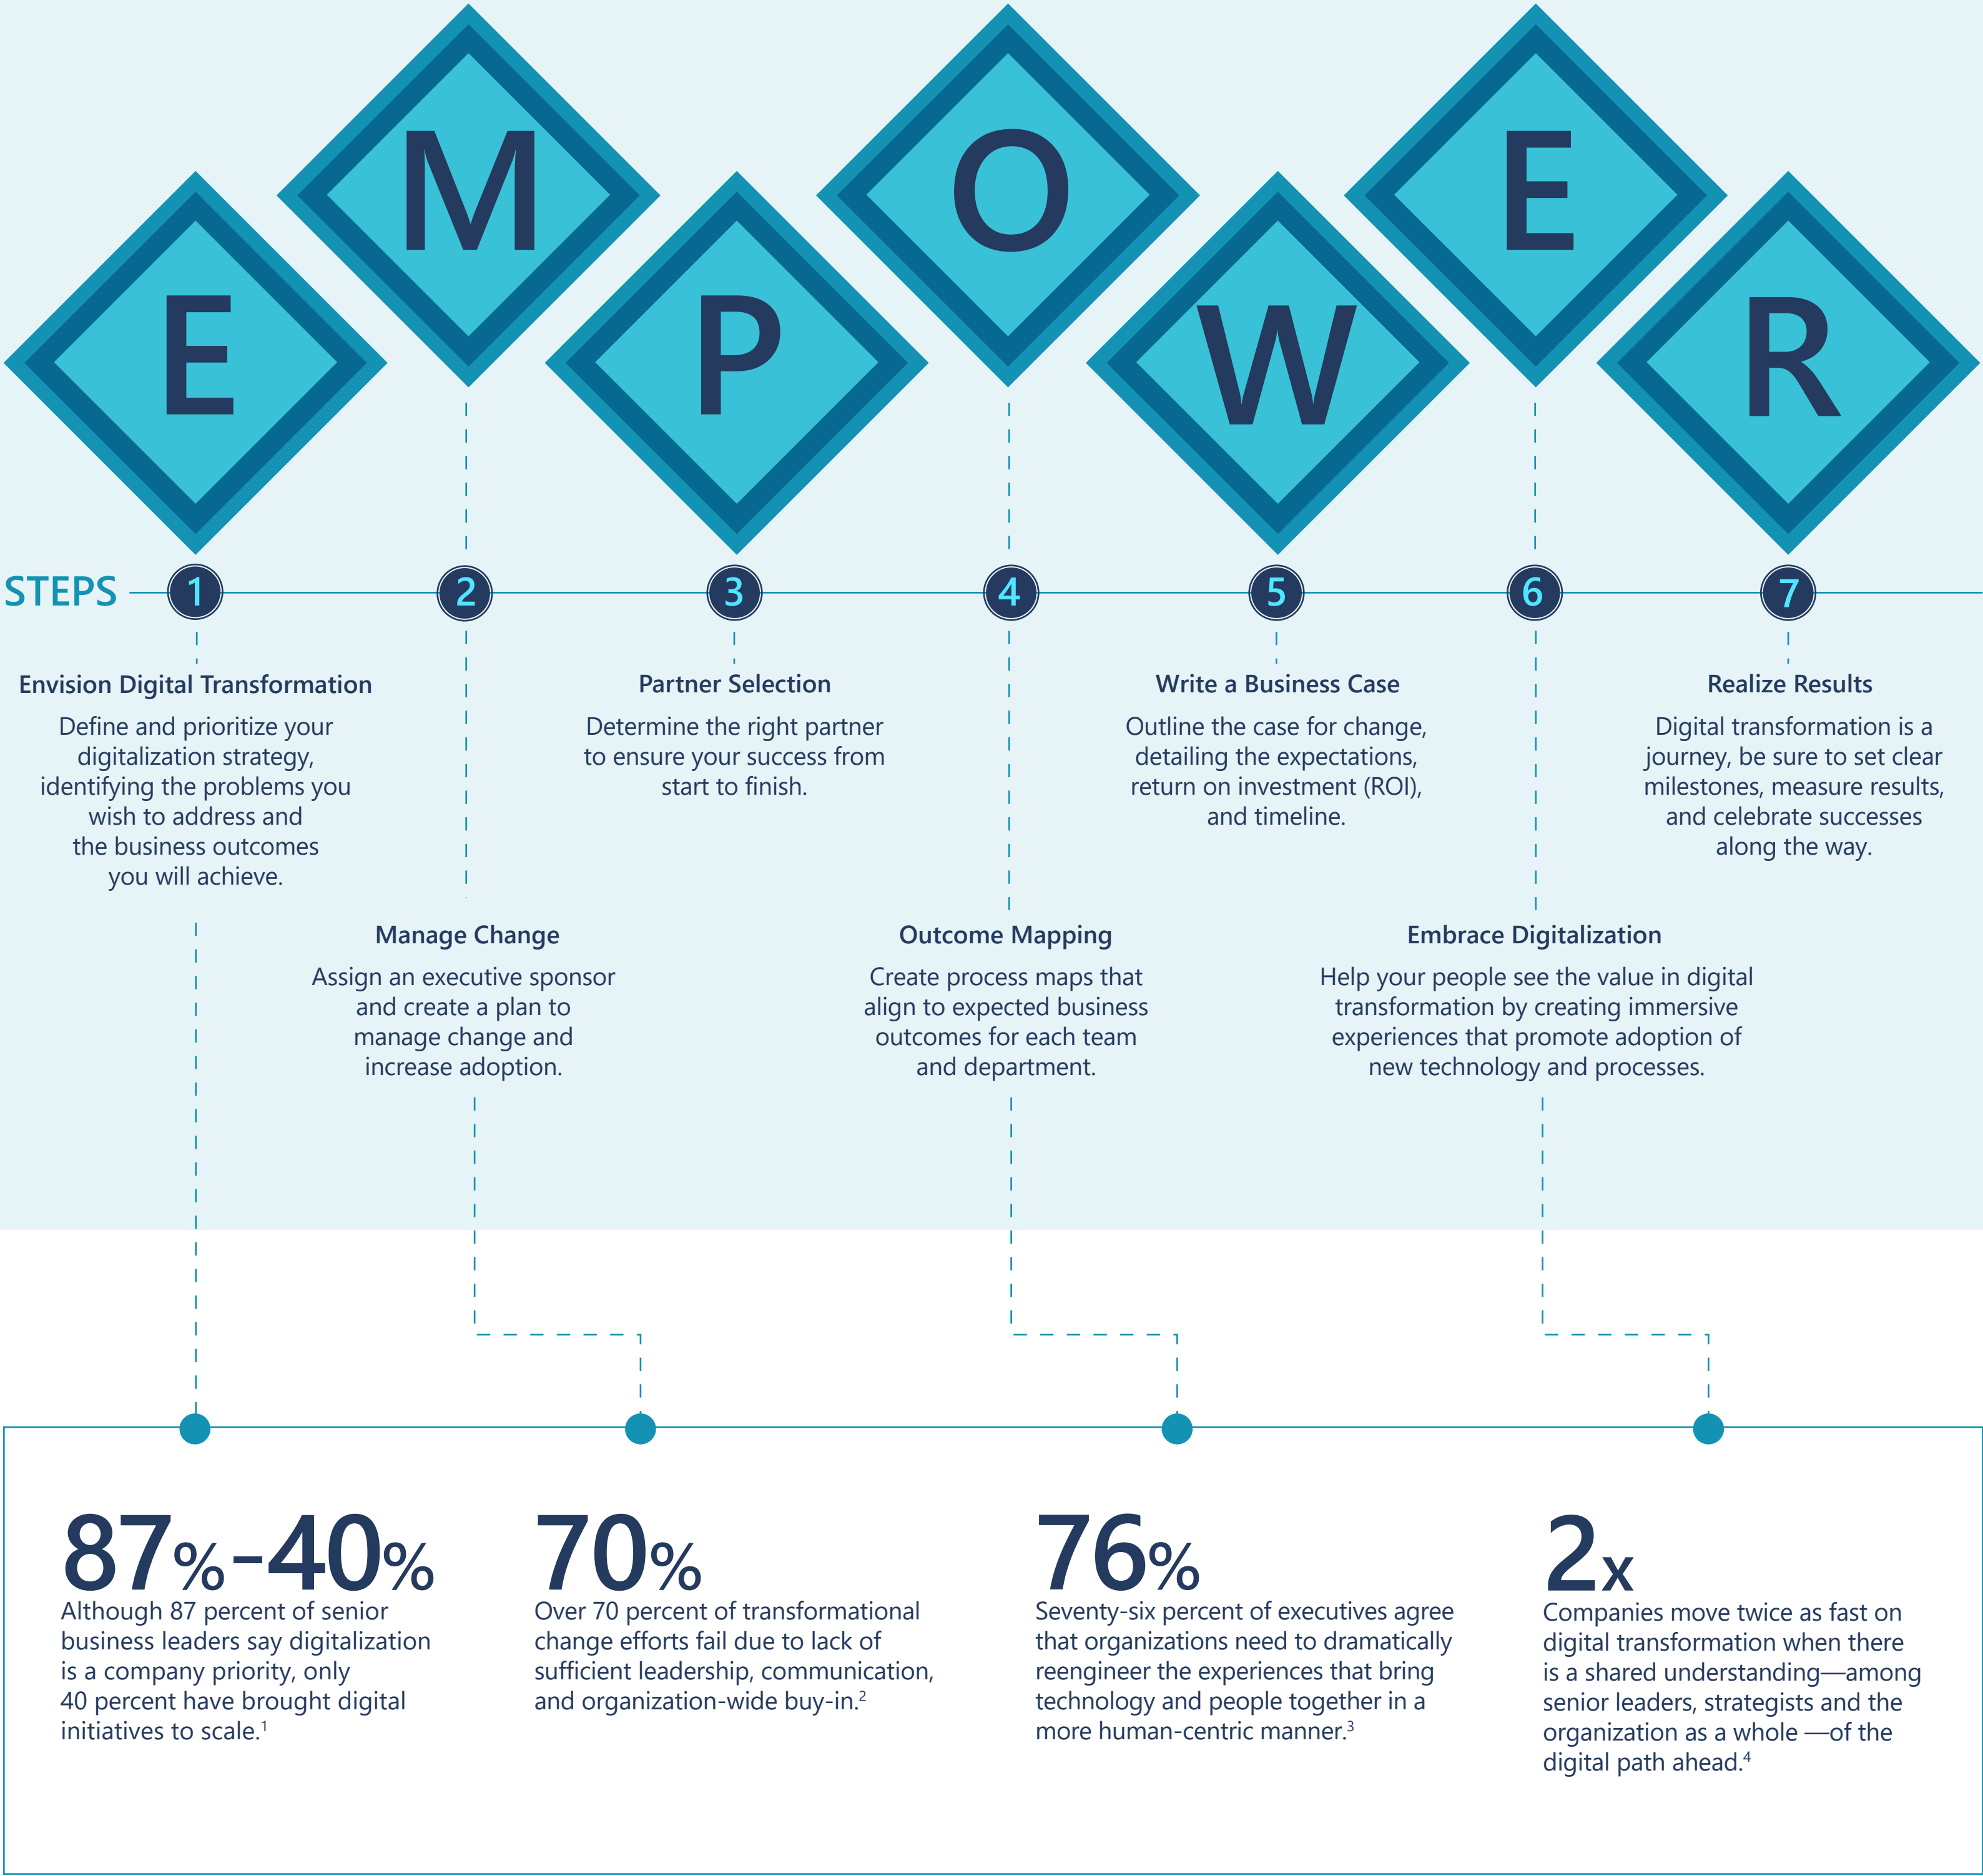 E
M
P
O
W
E
R
STEPS
1
2
3
4
5
6
7
Envision Digital Transformation
Define and prioritize your
digitalization strategy,
identifying the problems you
wish to address and
the business outcomes
you will achieve.
Manage Change
Assign an executive sponsor
and create a plan to
manage change and
increase adoption.
Partner Selection
Determine the right partner
to ensure your success from
start to finish.
Outcome Mapping
Create process maps that
align to expected business
outcomes for each team
and department.
Write a Business Case
Outline the case for change,
detailing the expectations,
return on investment (ROI),
and timeline.
Embrace Digitalization
Help your people see the value in digital
transformation by creating immersive
experiences that promote adoption of
new technology and processes.
Realize Results
Digital transformation is a
journey, be sure to set clear
milestones, measure results,
and celebrate successes
along the way.
87%-40%
Although 87 percent of senior
business leaders say digitalization
is a company priority, only
40 percent have brought digital
initiatives to scale.¹
70%
Over 70 percent of transformational
change efforts fail due to lack of
sufficient leadership, communication,
and organization-wide buy-in.²
76%
Seventy-six percent of executives agree
that organizations need to dramatically
reengineer the experiences that bring
technology and people together in a
more human-centric manner.³
2x
Companies move twice as fast on
digital transformation when there
is a shared understanding—among
senior leaders, strategists and the
organization as a whole —of the
digital path ahead.⁴